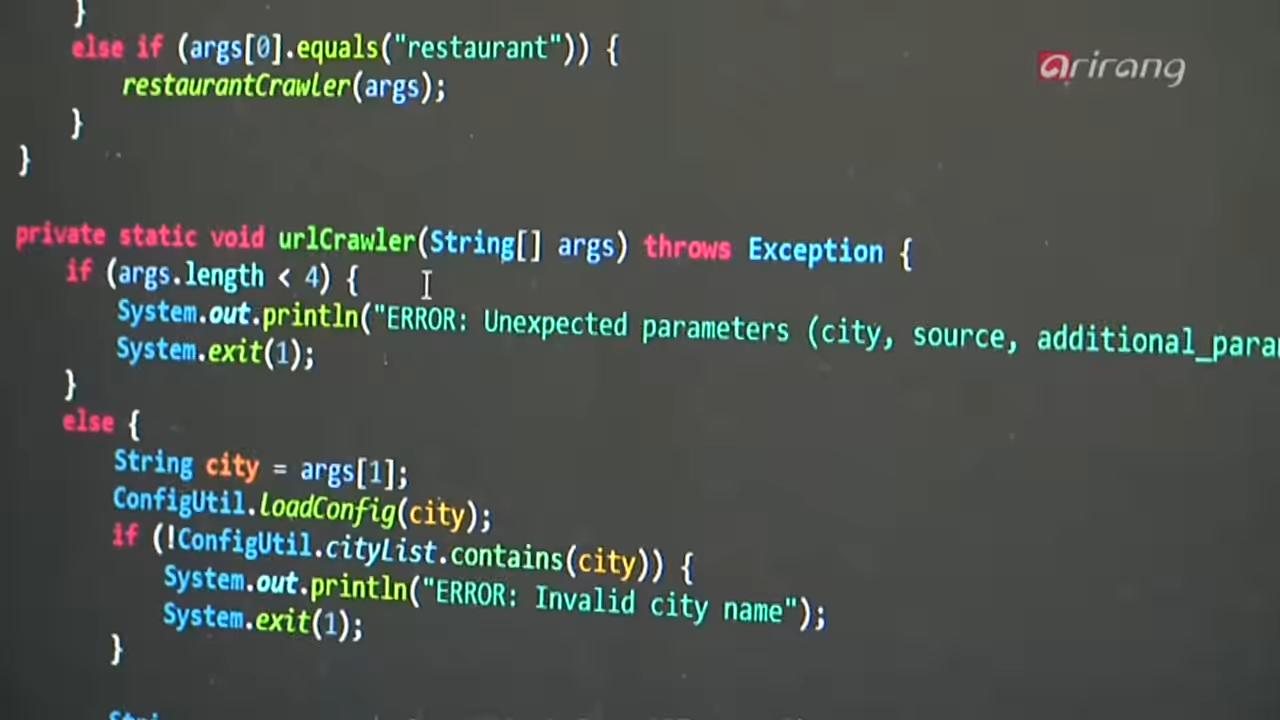 }
else if (args[0].equals("restaurant")) {
arirang
restaurantCrawler(args);
}
}
private static void urlCrawler(String[] args) throws Exception {
if (args.length < 4) {
System.out.println("ERROR: Unexpected parameters (city, source, additional_para
System.exit(1);
}
else {
String city = args[1];
ConfigUtil.loadConfig(city);
if (!ConfigUtil.cityList.contains(city)) {
System.out.println("ERROR: Invalid city name");
System.exit(1);
}